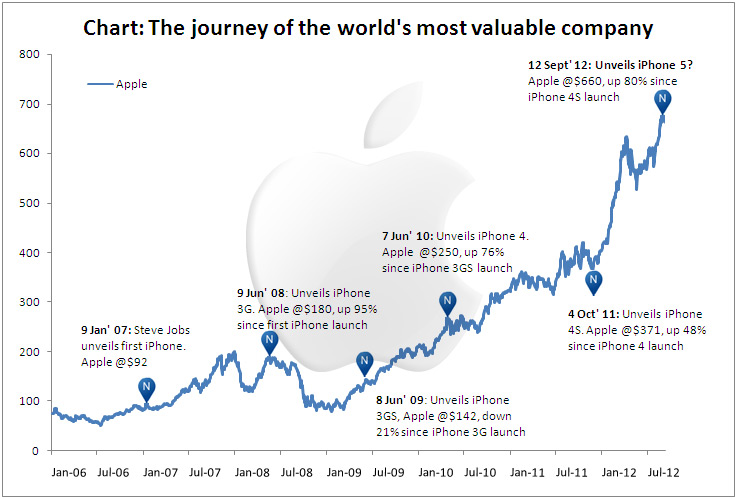 Chart: The journey of the world's most valuable company
800
700
600
500
400
300
200
100
0
Apple
12 Sept' 12: Unveils iPhone 5?
Apple @$660, up 80% since
iPhone 4S launch
N
7 Jun' 10: Unveils iPhone 4.
Apple  @$250, up 76%
since iPhone 3GS launch
N
9 Jun' 08: Unveils iPhone
3G. Apple @$180, up 95%
since first iPhone launch
N
9 Jan' 07: Steve Jobs
unveils first iPhone.
Apple @$92
N
N
4 Oct' 11: Unveils iPhone
4S. Apple @$371, up 48%
since iPhone 4 launch
N
8 Jun' 09: Unveils iPhone
3GS, Apple @$142, down
21% since iPhone 3G launch
Jan-06 Jul-06 Jan-07 Jul-07 Jan-08 Jul-08 Jan-09 Jul-09 Jan-10 Jul-10 Jan-11 Jul-11 Jan-12 Jul-12